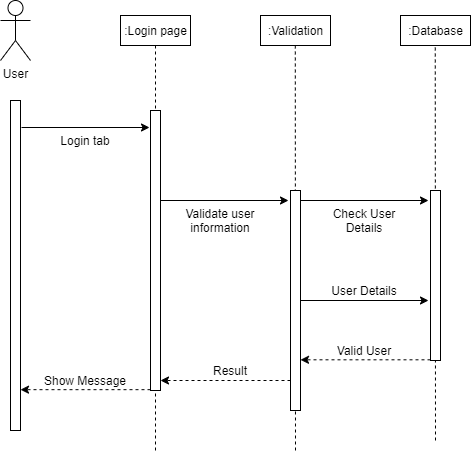 :Login page
:Validation
:Database
User
Login tab
Validate user
information
Check User
Details
User Details
Valid User
Result
Show Message